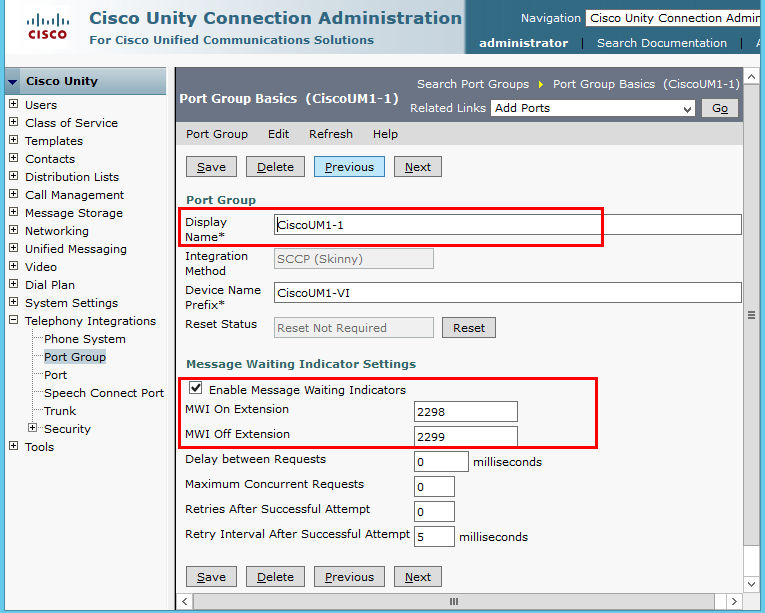 Cisco Unity Connection Administration
For Cisco Unified Communications Solutions
CISCO
Navigation Cisco Unity Connection Admin
administrator | Search Documentation |
Cisco Unity
Users
Class of Service
Templates
Contacts
Distribution Lists
Call Management
Message Storage
Networking
Unified Messaging
Video
Dial Plan
System Settings
Telephony Integrations
Phone System
Port Group
Port
Speech Connect Port
Trunk
Security
Tools
Search Port Groups Port Group Basics (CiscoUM1-1)
Port Group Basics (CiscoUM1-1)
Related Links Add Ports Go
Port Group Edit Refresh Help
Save Delete Previous Next
Port Group
Display
Name* CiscoUM1-1
Integration
Method SCCP (Skinny)
Device Name
Prefix* CiscoUM1-VI
Reset Status Reset Not Required Reset
Message Waiting Indicator Settings
Enable Message Waiting Indicators
MWI On Extension 2298
MWI Off Extension 2299
Delay between Requests 0 milliseconds
Maximum Concurrent Requests 0
Retries After Successful Attempt 0
Retry Interval After Successful Attempt 5 milliseconds
Save Delete Previous Next